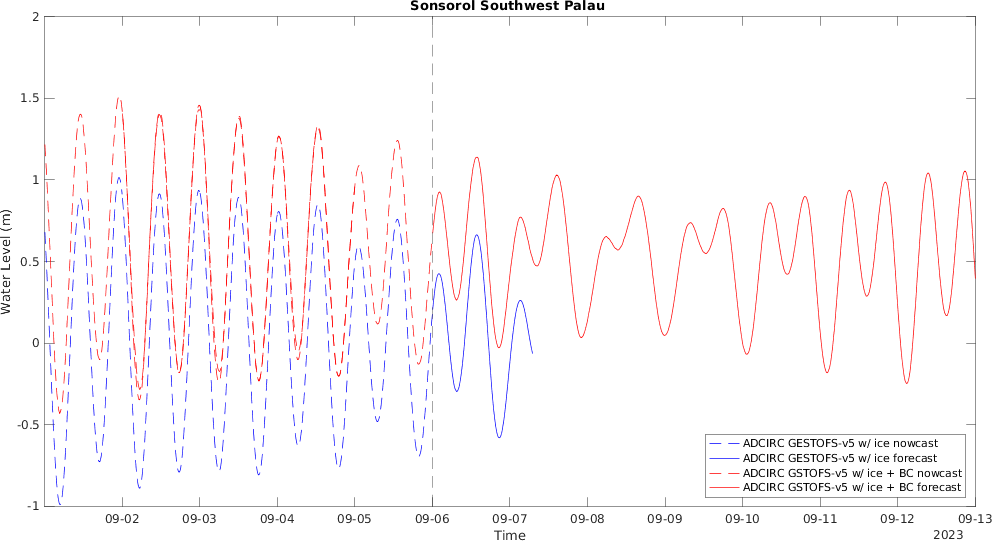 Sonsorol Southwest Palau
2
1.5
1
0.5
0
-0.5
-1
Water Level (m)
ADCIRC GESTOFS-v5 w/ ice nowcast
ADCIRC GESTOFS-v5 w/ ice forecast
ADCIRC GSTOFS-v5 w/ ice + BC nowcast
ADCIRC GSTOFS-v5 w/ ice + BC forecast
09-02 09-03 09-04 09-05 09-06 09-07 09-08 09-09 09-10 09-11 09-12 09-13
Time
2023